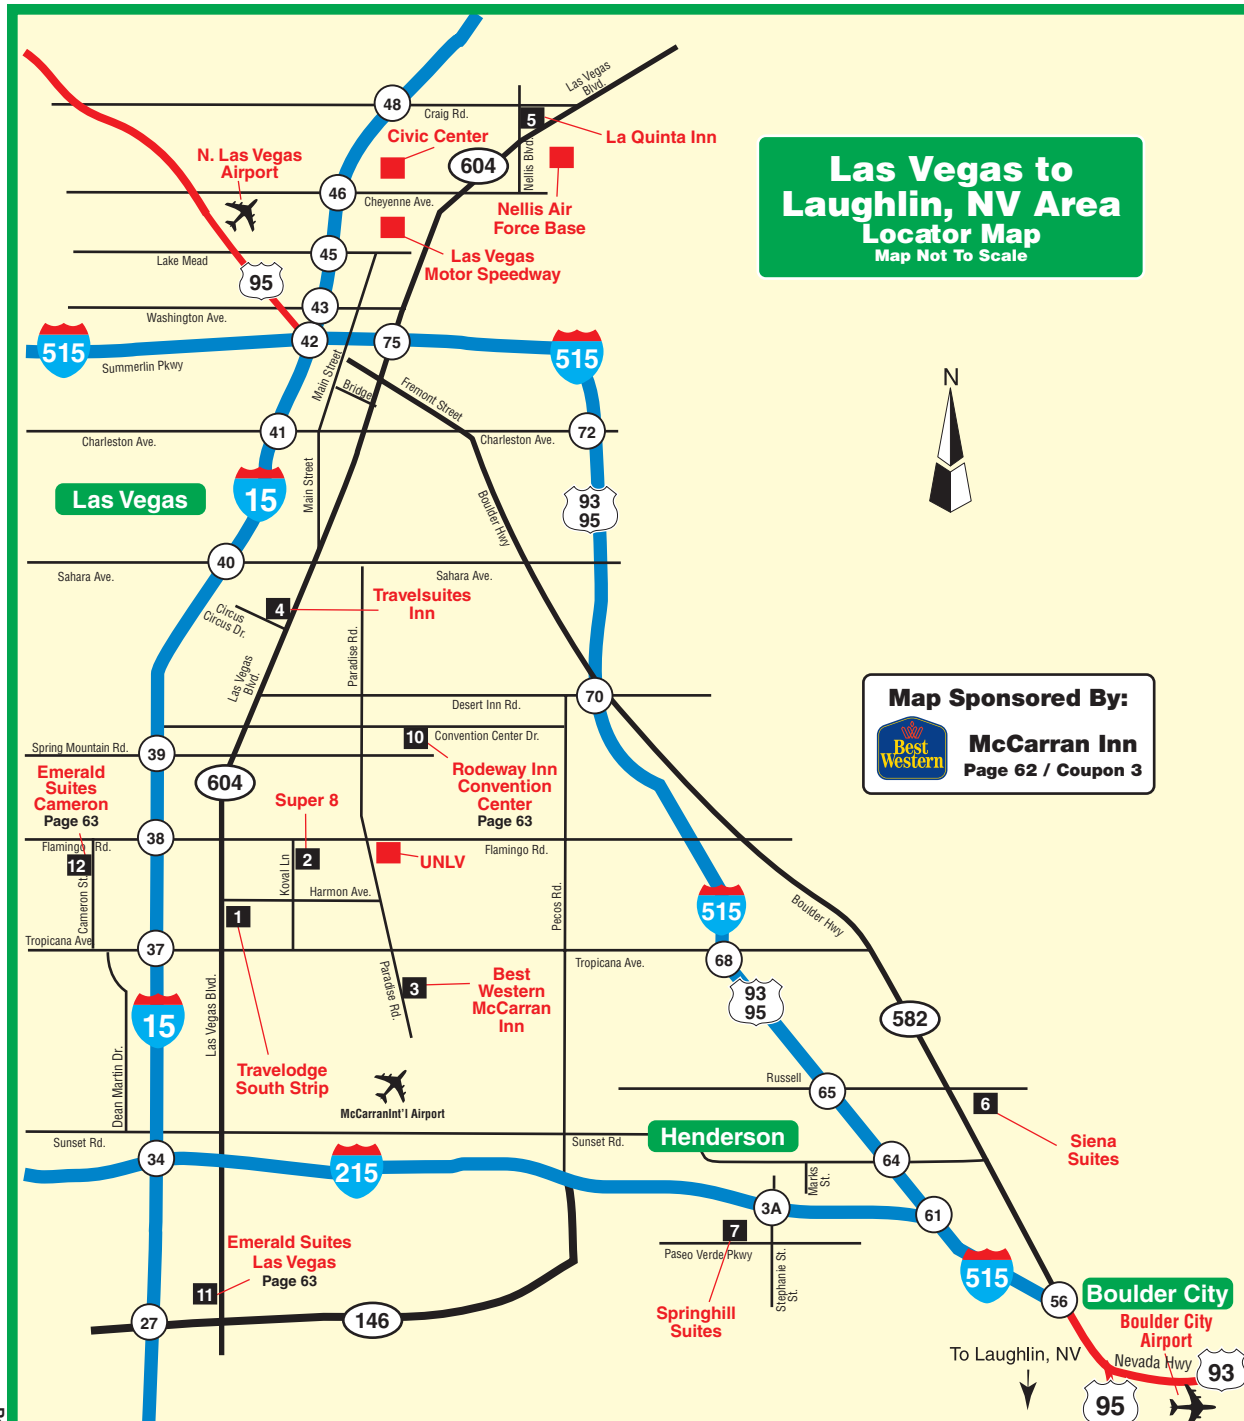 Las Vegas to
Laughlin, NV Area
Locator Map
Map Not To Scale
N
Map Sponsored By:
Best
Western
McCarran Inn
Page 62 / Coupon 3
Las Vegas
Blvd.
48
Craig Rd.
5
La Quinta Inn
Civic Center
604
Nellis Blvd.
N. Las Vegas
Airport
46
Cheyenne Ave.
Nellis Air
Force Base
45
Lake Mead
Las Vegas
Motor Speedway
95
43
Washington Ave.
515
42
75
515
Summerlin Pkwy
Main Street
Bridge
Fremont Street
41
72
Charleston Ave.
Charleston Ave.
Las Vegas
15
Main Street
Boulder Hwy
93
95
40
Sahara Ave.
Sahara Ave.
Circus
Circus Dr.
4
Travelsuites
Inn
Paradise Rd.
Las Vegas
Blvd.
70
Desert Inn Rd.
10
Convention Center Dr.
Spring Mountain Rd.
39
604
Emerald
Suites
Cameron
Page 63
Rodeway Inn
Convention
Center
Page 63
Super 8
38
Flamingo Rd.
12
Cameron St.
Koval Ln
2
UNLV
Flamingo Rd.
Harmon Ave.
Pecos Rd.
515
Boulder Hwy
1
Tropicana Ave
37
68
Tropicana Ave.
Las Vegas Blvd.
Paradise Rd.
3
Best
Western
McCarran
Inn
93
95
582
15
Dean Martin Dr.
Travelodge
South Strip
McCarranInt'l Airport
Russell
65
6
Siena
Suites
Sunset Rd.
Sunset Rd.
Henderson
34
215
64
Marks
St.
3A
61
7
Paseo Verde Pkwy
Stephanie St.
St.
Springhill
Suites
515
Emerald Suites
Las Vegas
Page 63
11
27
146
56
Boulder City
Boulder City
Airport
To Laughlin, NV
Nevada Hwy
93
95